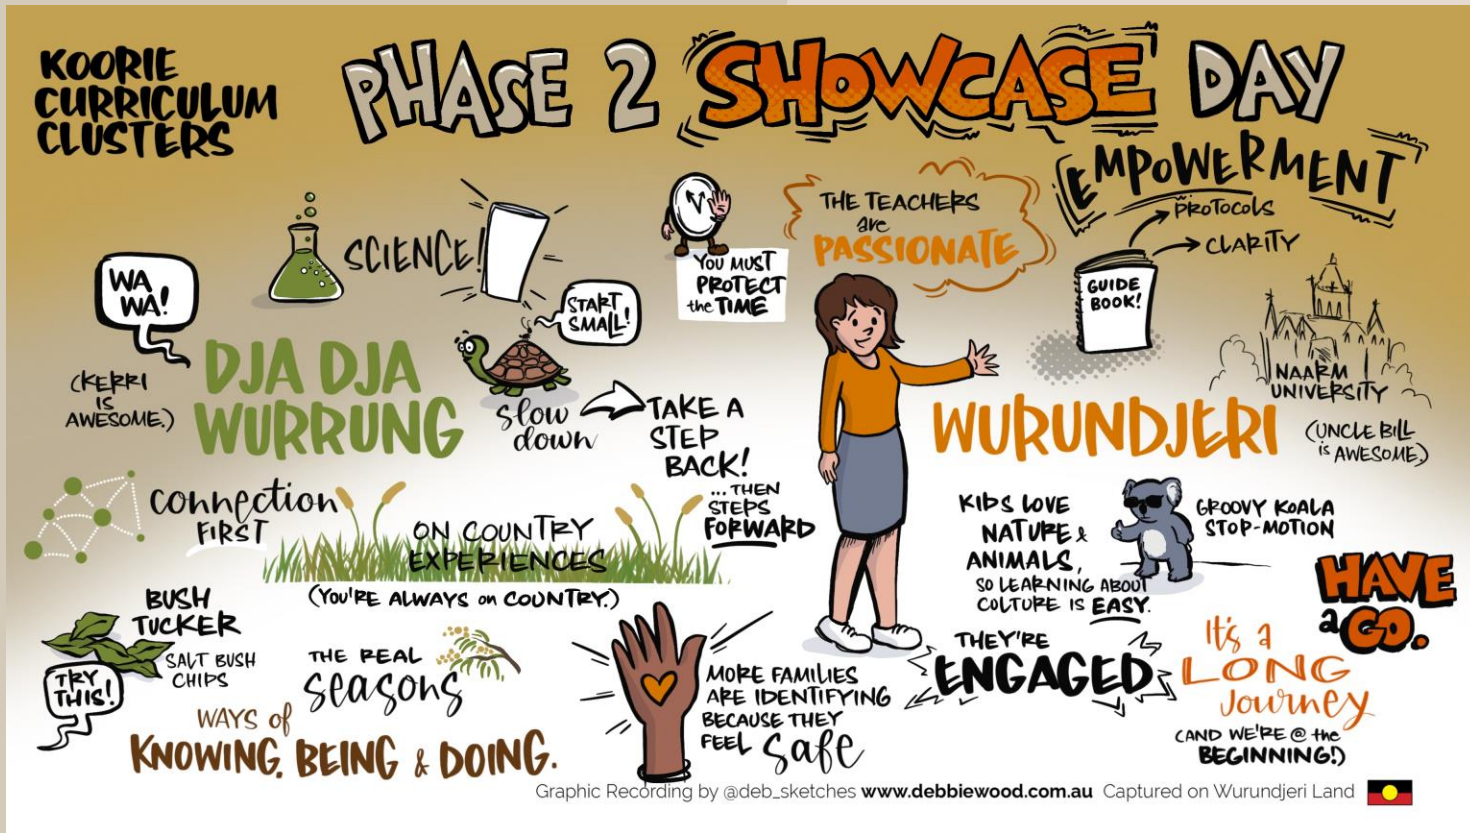 KOORIE
CURRICULUM
CLUSTERS
PHASE 2 SHOWCASE DAY
EMPOWERMENT
PROTOCOLS
CLARITY
GUIDE
BOOK!
THE TEACHERS
are
PASSIONATE
YOU MUST
PROTECT
the TIME
SCIENCE!
START
SMALL!
WA
WA!
(KERRI
IS
AWESOME.)
DJA DJA
WURRUNG
slow
down
TAKE A
STEP
BACK!
... THEN
STEPS
FORWARD
WURUNDJERI
NAARM
UNIVERSITY
(UNCLE BILL
is AWESOME.)
connection
FIRST
ON COUNTRY
EXPERIENCES
(YOU'RE ALWAYS on COUNTRY.)
KIDS LOVE
NATURE &
ANIMALS,
SO LEARNING ABOUT
CULTURE IS EASY.
GROOVY KOALA
STOP-MOTION
HAVE
a GO.
BUSH
TUCKER
SALT BUSH
CHIPS
TRY
THIS!
THE REAL
seasons
WAYS of
KNOWING, BEING & DOING.
MORE FAMILIES
ARE IDENTIFYING
BECAUSE THEY
FEEL safe
THEY'RE
ENGAGED
It's a
LONG
journey
(AND WE'RE @ the
BEGINNING!)
Graphic Recording by @deb_sketches www.debbiewood.com.au Captured on Wurundjeri Land